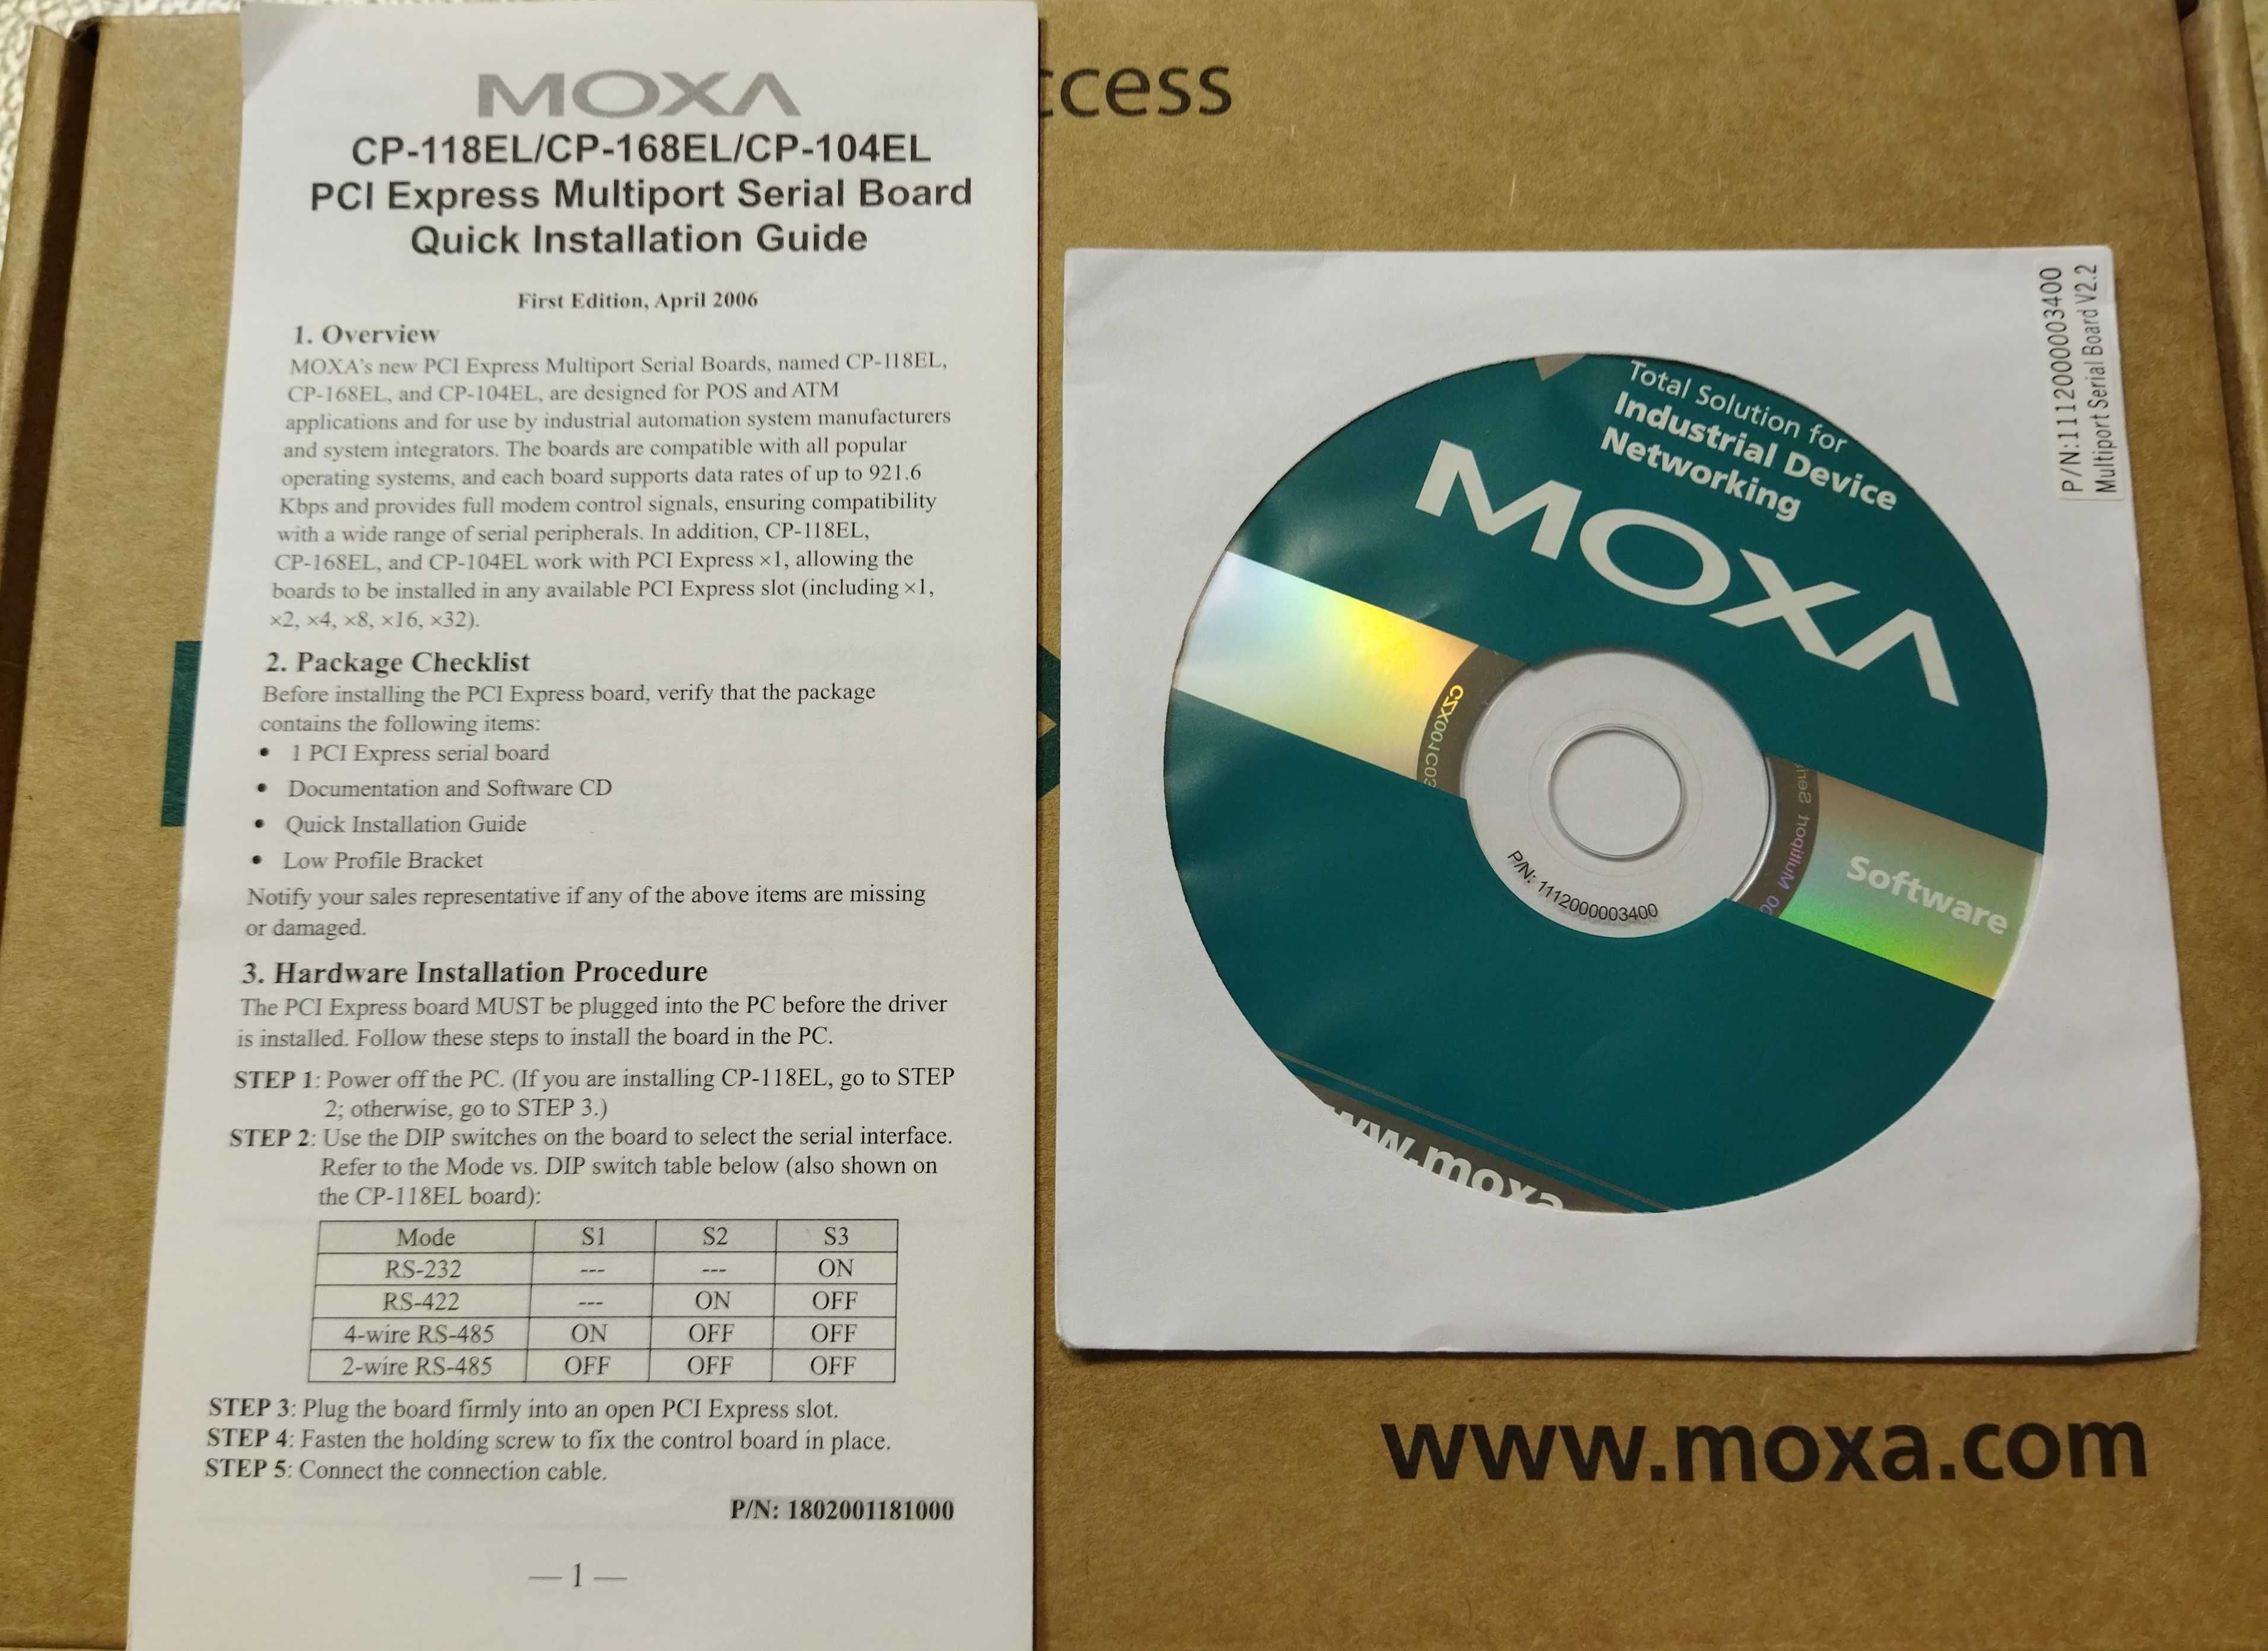 MOXA
CP-118EL/CP-168EL/CP-104EL
PCI Express Multiport Serial Board
Quick Installation Guide
First Edition, April 2006
1. Overview
MOXA's new PCI Express Multiport Serial Boards, named CP-118EL,
CP-168EL, and CP-104EL, are designed for POS and ATM
applications and for use by industrial automation system manufacturers
and system integrators. The boards are compatible with all popular
operating systems, and each board supports data rates of up to 921.6
Kbps and provides full modem control signals, ensuring compatibility
with a wide range of serial peripherals. In addition, CP-118EL,
CP-168EL, and CP-104EL work with PCI Express ×1, allowing the
boards to be installed in any available PCI Express slot (including ×1,
×2, ×4, ×8, ×16, ×32).
2. Package Checklist
Before installing the PCI Express board, verify that the package
contains the following items:
• 1 PCI Express serial board
• Documentation and Software CD
• Quick Installation Guide
• Low Profile Bracket
Notify your sales representative if any of the above items are missing
or damaged.
3. Hardware Installation Procedure
The PCI Express board MUST be plugged into the PC before the driver
is installed. Follow these steps to install the board in the PC.
STEP 1: Power off the PC. (If you are installing CP-118EL, go to STEP
2; otherwise, go to STEP 3.)
STEP 2: Use the DIP switches on the board to select the serial interface.
Refer to the Mode vs. DIP switch table below (also shown on
the CP-118EL board):
Mode S1 S2 S3
RS-232 --- --- ON
RS-422 --- ON OFF
4-wire RS-485 ON OFF OFF
2-wire RS-485 OFF OFF OFF
STEP 3: Plug the board firmly into an open PCI Express slot.
STEP 4: Fasten the holding screw to fix the control board in place.
STEP 5: Connect the connection cable.
P/N: 1802001181000
— 1 —
ccess
P/N:1112000003400
Multiport Serial Board V2.2
Total Solution for
Industrial Device
Networking
MOXA
Software
P/N: 1112000003400
www.moxa
www.moxa.com